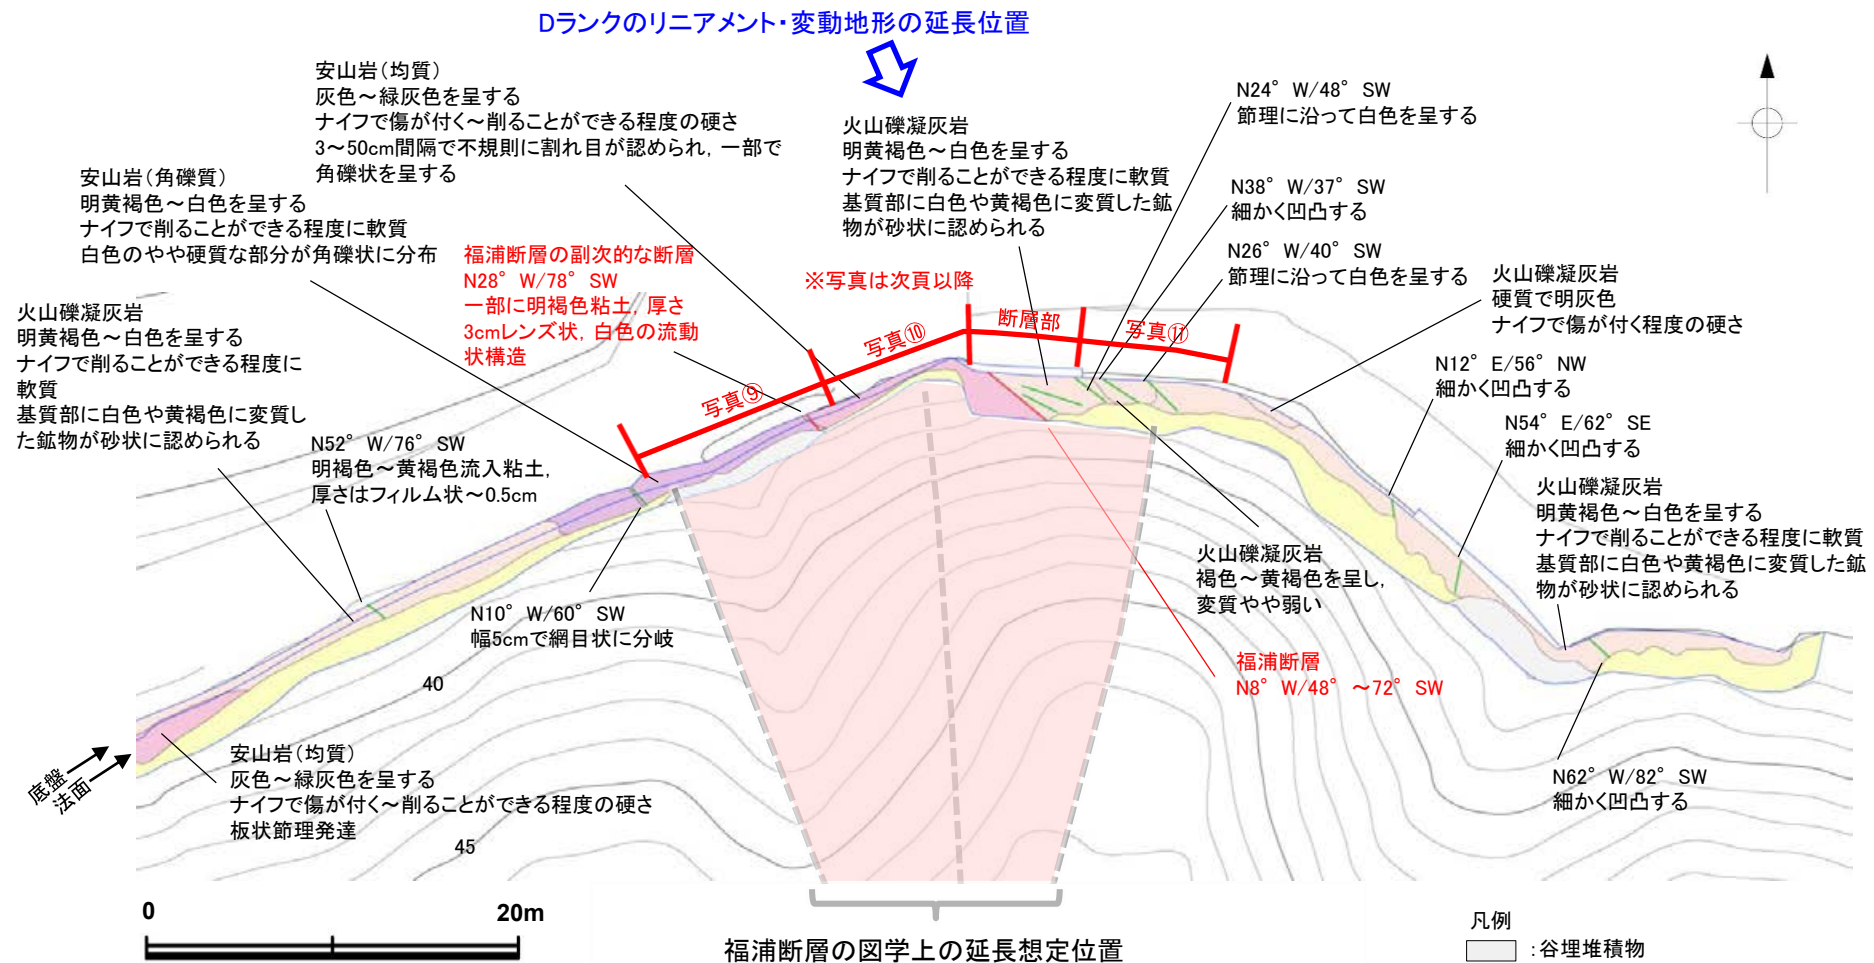 Dランクのリニアメント・変動地形の延長位置
安山岩(均質)
灰色～緑灰色を呈する
ナイフで傷が付く～削ることができる程度の硬さ
3～50cm間隔で不規則に割れ目が認められ, 一部で
角礫状を呈する
火山礫凝灰岩
明黄褐色～白色を呈する
ナイフで削ることができる程度に軟質
基質部に白色や黄褐色に変質した鉱
物が砂状に認められる
N24°W/48°SW
節理に沿って白色を呈する
N38°W/37°SW
細かく凹凸する
N26°W/40°SW
節理に沿って白色を呈する
安山岩(角礫質)
明黄褐色～白色を呈する
ナイフで削ることができる程度に軟質
白色のやや硬質な部分が角礫状に分布
福浦断層の副次的な断層
N28°W/78°SW
一部に明褐色粘土, 厚さ
3cmレンズ状, 白色の流動
状構造
※写真は次頁以降
写真⑨
写真⑩
断層部
写真⑪
火山礫凝灰岩
硬質で明灰色
ナイフで傷が付く程度の硬さ
N12°E/56°NW
細かく凹凸する
N54°E/62°SE
細かく凹凸する
火山礫凝灰岩
明黄褐色～白色を呈する
ナイフで削ることができる程度に軟質
基質部に白色や黄褐色に変質した鉱
物が砂状に認められる
火山礫凝灰岩
明黄褐色～白色を呈する
ナイフで削ることができる程度に
軟質
基質部に白色や黄褐色に変質し
た鉱物が砂状に認められる
N52°W/76°SW
明褐色～黄褐色流入粘土,
厚さはフィルム状～0.5cm
N10°W/60°SW
幅5cmで網目状に分岐
火山礫凝灰岩
褐色～黄褐色を呈し,
変質やや弱い
福浦断層
N8°W/48°～72°SW
N62°W/82°SW
細かく凹凸する
40
45
底盤
法面
安山岩(均質)
灰色～緑灰色を呈する
ナイフで傷が付く～削ることができる程度の硬さ
板状節理発達
0
20m
福浦断層の図学上の延長想定位置
凡例
:谷埋堆積物